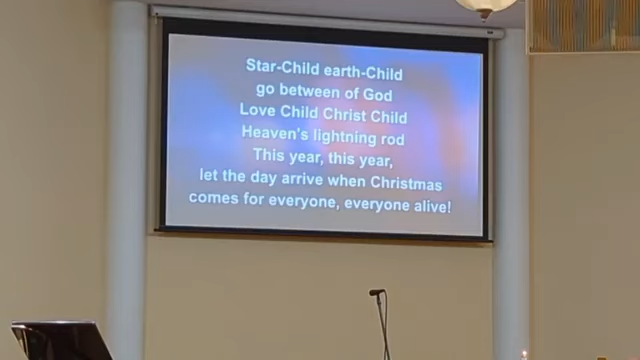 Star-Child earth-Child
go between of God
Love Child Christ Child
Heaven's lightning rod
This year, this year,
let the day arrive when Christmas
comes for everyone, everyone alive!